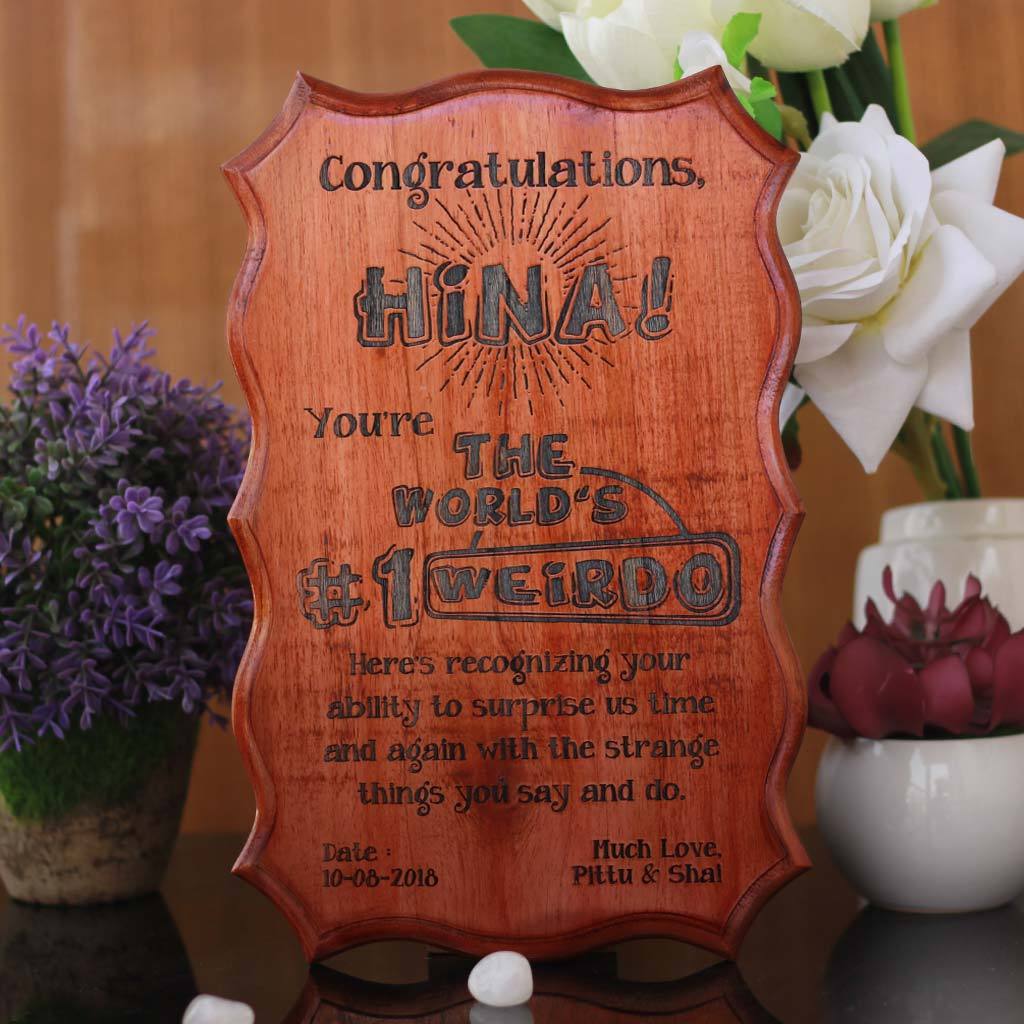 Congratulations,
HiNA!
You're
THE
WORLD'S
#1 WEiRDO
Here's recognizing your
ability to surprise us time
and again with the strange
things you say and do.
Date :
10-08-2018
Much Love,
Pittu & Shai